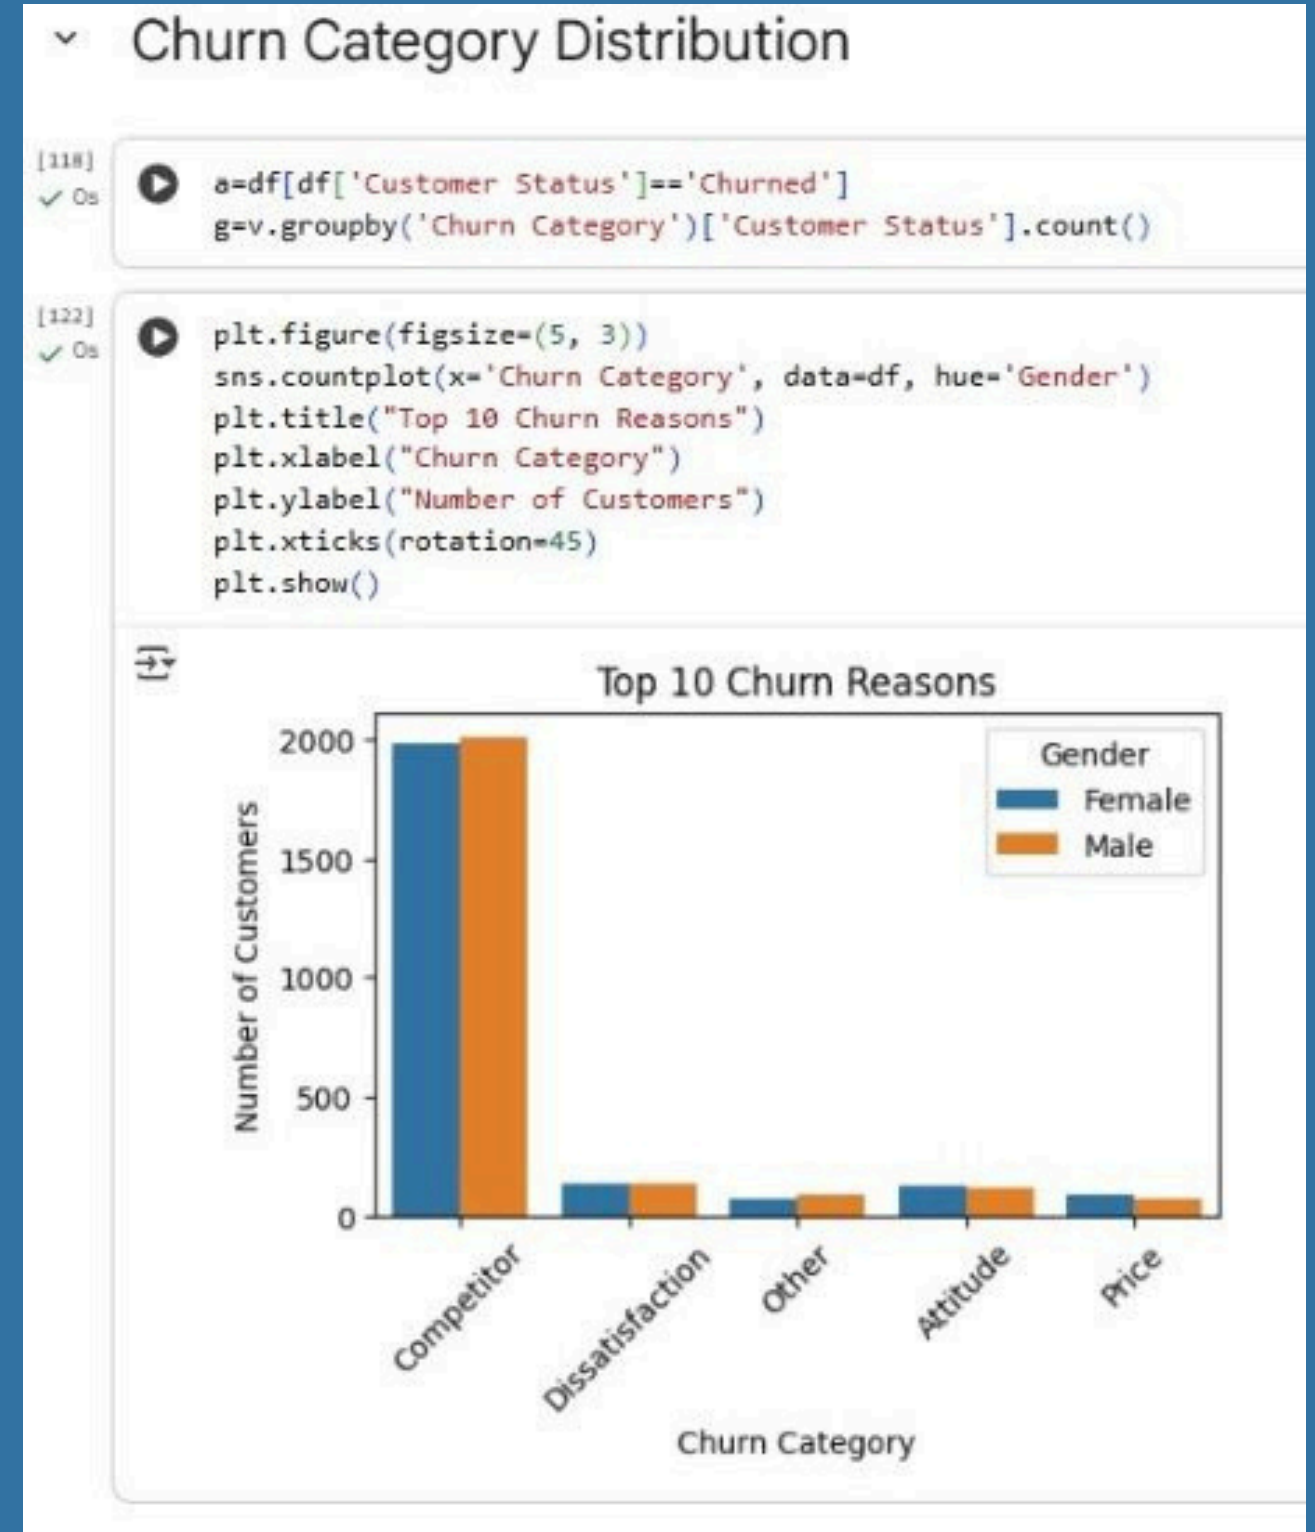 Churn Category Distribution
[118]
0s
a=df[df['Customer Status']=='Churned']
g=v.groupby('Churn Category')['Customer Status'].count()
[122]
0s
plt.figure(figsize=(5, 3))
sns.countplot(x='Churn Category', data=df, hue='Gender')
plt.title("Top 10 Churn Reasons")
plt.xlabel("Churn Category")
plt.ylabel("Number of Customers")
plt.xticks(rotation=45)
plt.show()
Top 10 Churn Reasons
Gender
Female
Male
2000
1500
1000
500
0
Number of Customers
Competitor
Dissatisfaction
Other
Attitude
Price
Churn Category